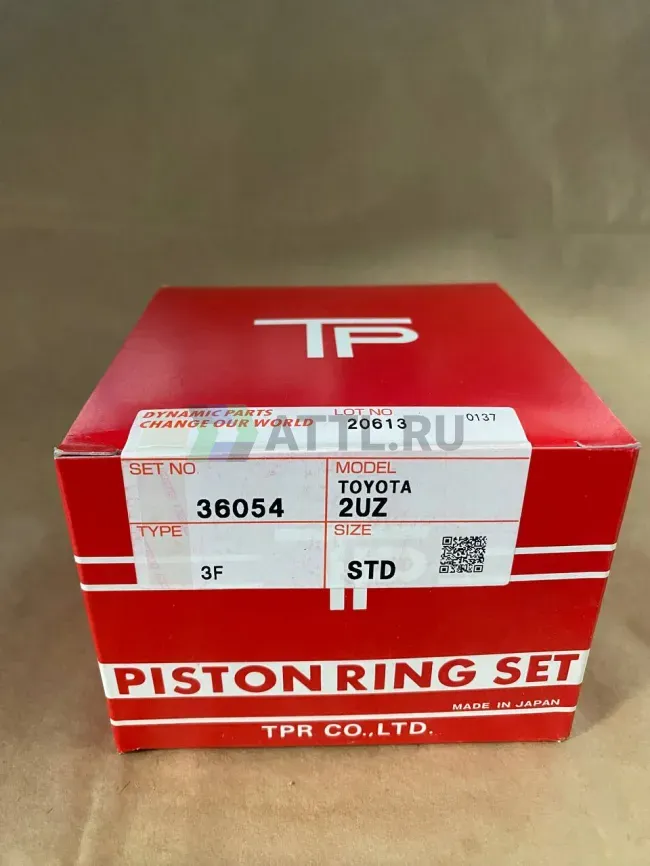 TP
DYNAMIC PARTS
CHANGE OUR WORLD
LOT NO
20613
0137
ATTL.RU
SET NO.
36054
MODEL
TOYOTA
2UZ
TYPE
3F
SIZE
STD
PISTON RING SET
MADE IN JAPAN
TPR CO.,LTD.